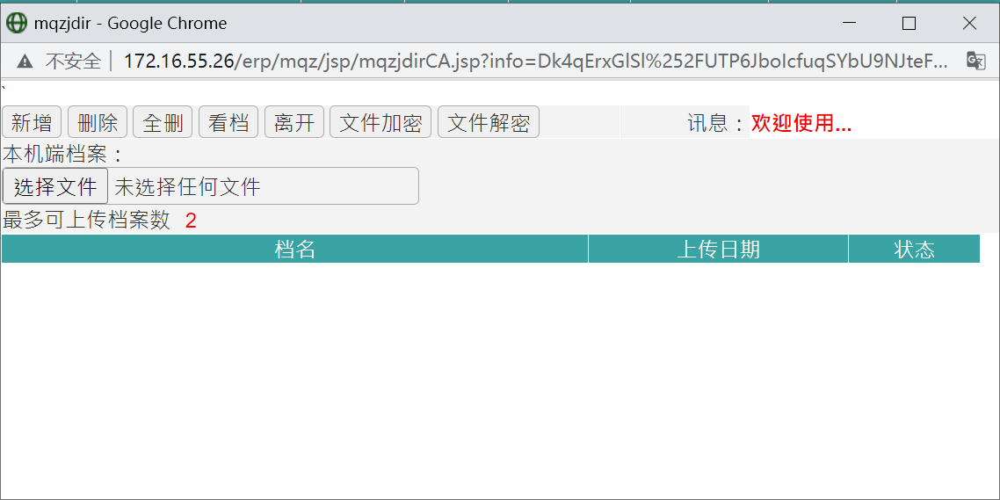 mqzjdir - Google Chrome
不安全 172.16.55.26/erp/mqz/jsp/mqzjdirCA.jsp?info=Dk4qErxGlSl%252FUTP6JboIcfuqSYbU9NJteF...
`
新增 删除 全删 看档 离开 文件加密 文件解密 讯息：欢迎使用...
本机端档案：
选择文件 未选择任何文件
最多可上传档案数 2
档名 上传日期 状态